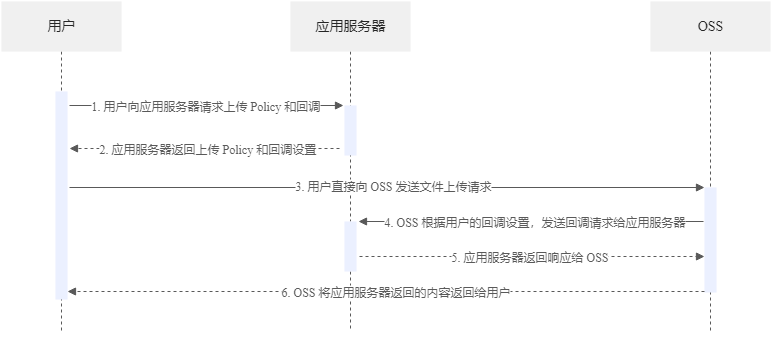 用户
应用服务器
OSS
1. 用户向应用服务器请求上传 Policy 和回调
2. 应用服务器返回上传 Policy 和回调设置
3. 用户直接向 OSS 发送文件上传请求
4. OSS 根据用户的回调设置，发送回调请求给应用服务器
5. 应用服务器返回响应给 OSS
6. OSS 将应用服务器返回的内容返回给用户